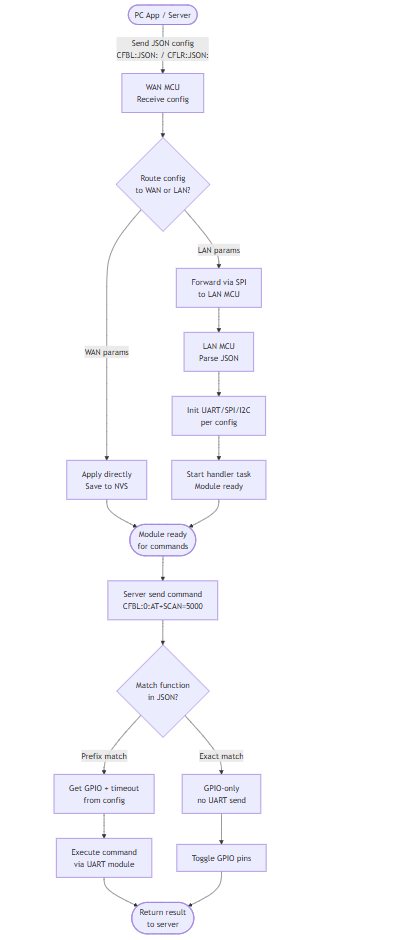 PC App / Server
Send JSON config
CFBL:JSON: / CFLR:JSON:
WAN MCU
Receive config
Route config
to WAN or LAN?
LAN params
Forward via SPI
to LAN MCU
LAN MCU
Parse JSON
WAN params
Init UART/SPI/I2C
per config
Apply directly
Save to NVS
Start handler task
Module ready
Module ready
for commands
Server send command
CFBL:0:AT+SCAN=5000
Match function
in JSON?
Prefix match
Exact match
Get GPIO + timeout
from config
GPIO-only
no UART send
Execute command
via UART module
Toggle GPIO pins
Return result
to server